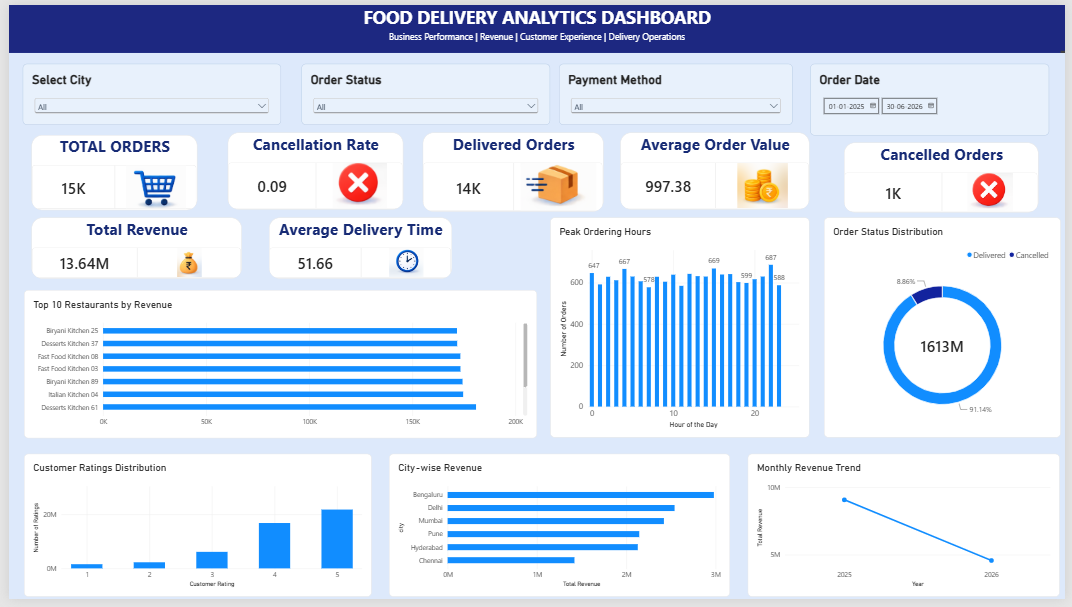 FOOD DELIVERY ANALYTICS DASHBOARD
Business Performance | Revenue | Customer Experience | Delivery Operations
Select City
All
Order Status
All
Payment Method
All
Order Date
01-01-2025
30-06-2026
TOTAL ORDERS
15K
Cancellation Rate
0.09
Delivered Orders
14K
Average Order Value
997.38
₹
Cancelled Orders
1K
Total Revenue
13.64M
₹
Average Delivery Time
51.66
Top 10 Restaurants by Revenue
Biryani Kitchen 25
Desserts Kitchen 37
Fast Food Kitchen 08
Fast Food Kitchen 03
Biryani Kitchen 89
Italian Kitchen 04
Desserts Kitchen 61
0K 50K 100K 150K 200K
Peak Ordering Hours
Number of Orders
600
400
200
0
647 667 578 669 599 687 588
0 10 20
Hour of the Day
Order Status Distribution
Delivered Cancelled
8.86%
1613M
91.14%
Customer Ratings Distribution
Number of Ratings
20M
0M
1 2 3 4 5
Customer Rating
City-wise Revenue
city
Bengaluru
Delhi
Mumbai
Pune
Hyderabad
Chennai
0M 1M 2M 3M
Total Revenue
Monthly Revenue Trend
Total Revenue
10M
5M
2025 2026
Year